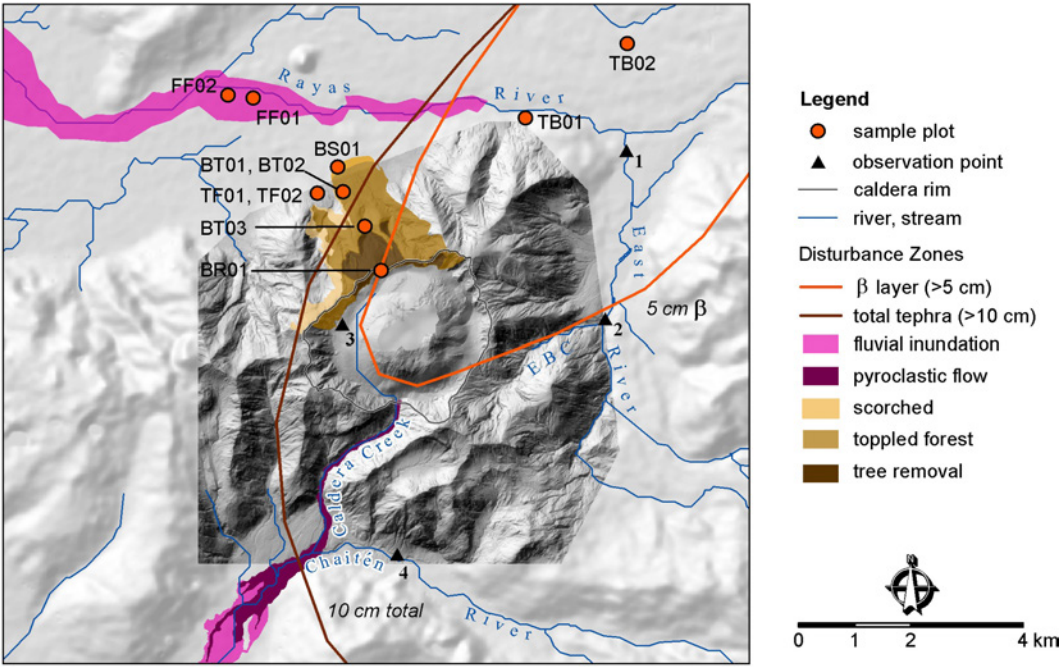 TB02
FF02
Rayas
River
FF01
TB01
BS01
BT01, BT02
TF01, TF02
1
BT03
East
BR01
5 cm β
2
3
EBC
River
Caldera Creek
Chaitén
4
10 cm total
River
Legend
sample plot
observation point
caldera rim
river, stream
Disturbance Zones
β layer (>5 cm)
total tephra (>10 cm)
fluvial inundation
pyroclastic flow
scorched
toppled forest
tree removal
N
0 2 4 km